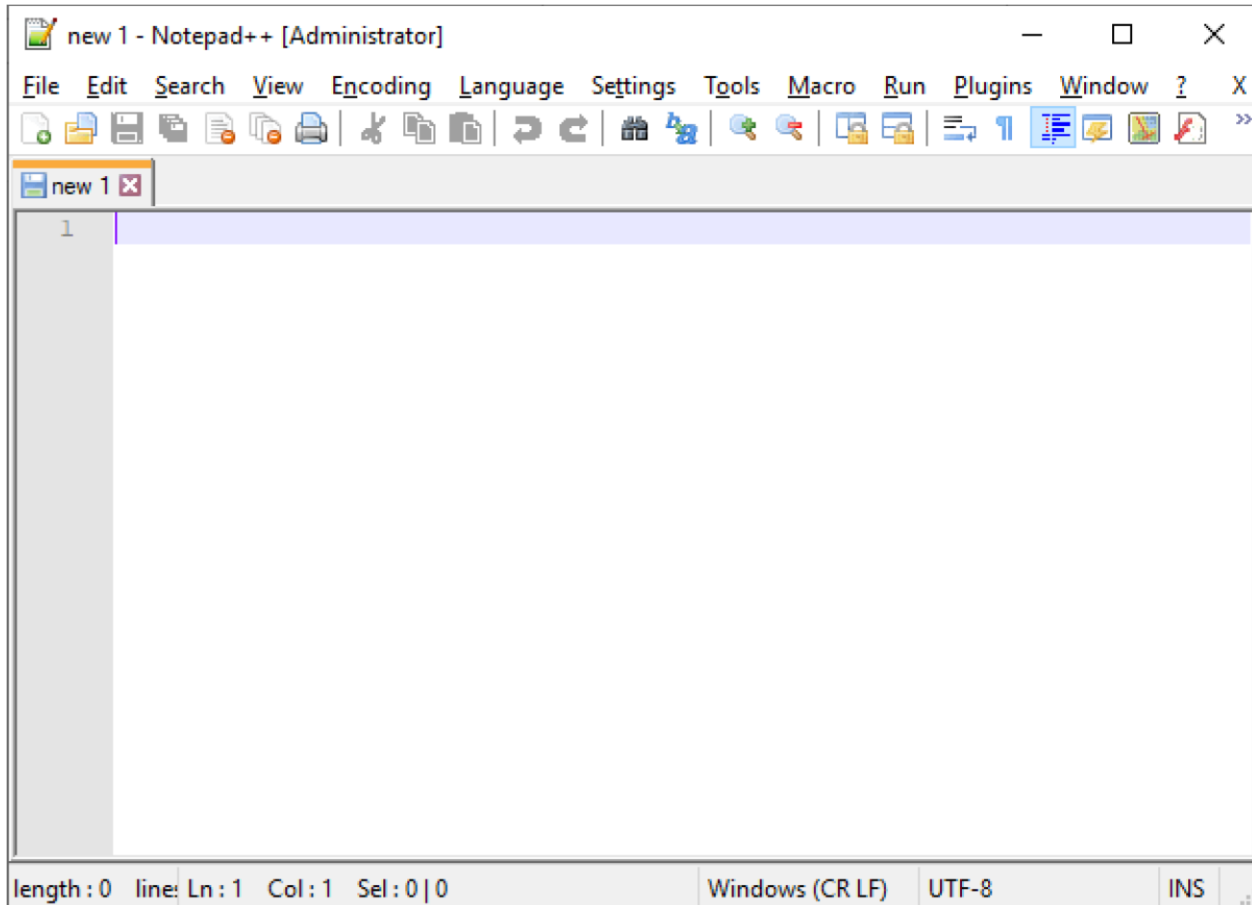 new 1 - Notepad++ [Administrator]
File Edit Search View Encoding Language Settings Tools Macro Run Plugins Window ? X
new 1
1
length : 0 line Ln : 1 Col : 1 Sel : 0 | 0 Windows (CR LF) UTF-8 INS